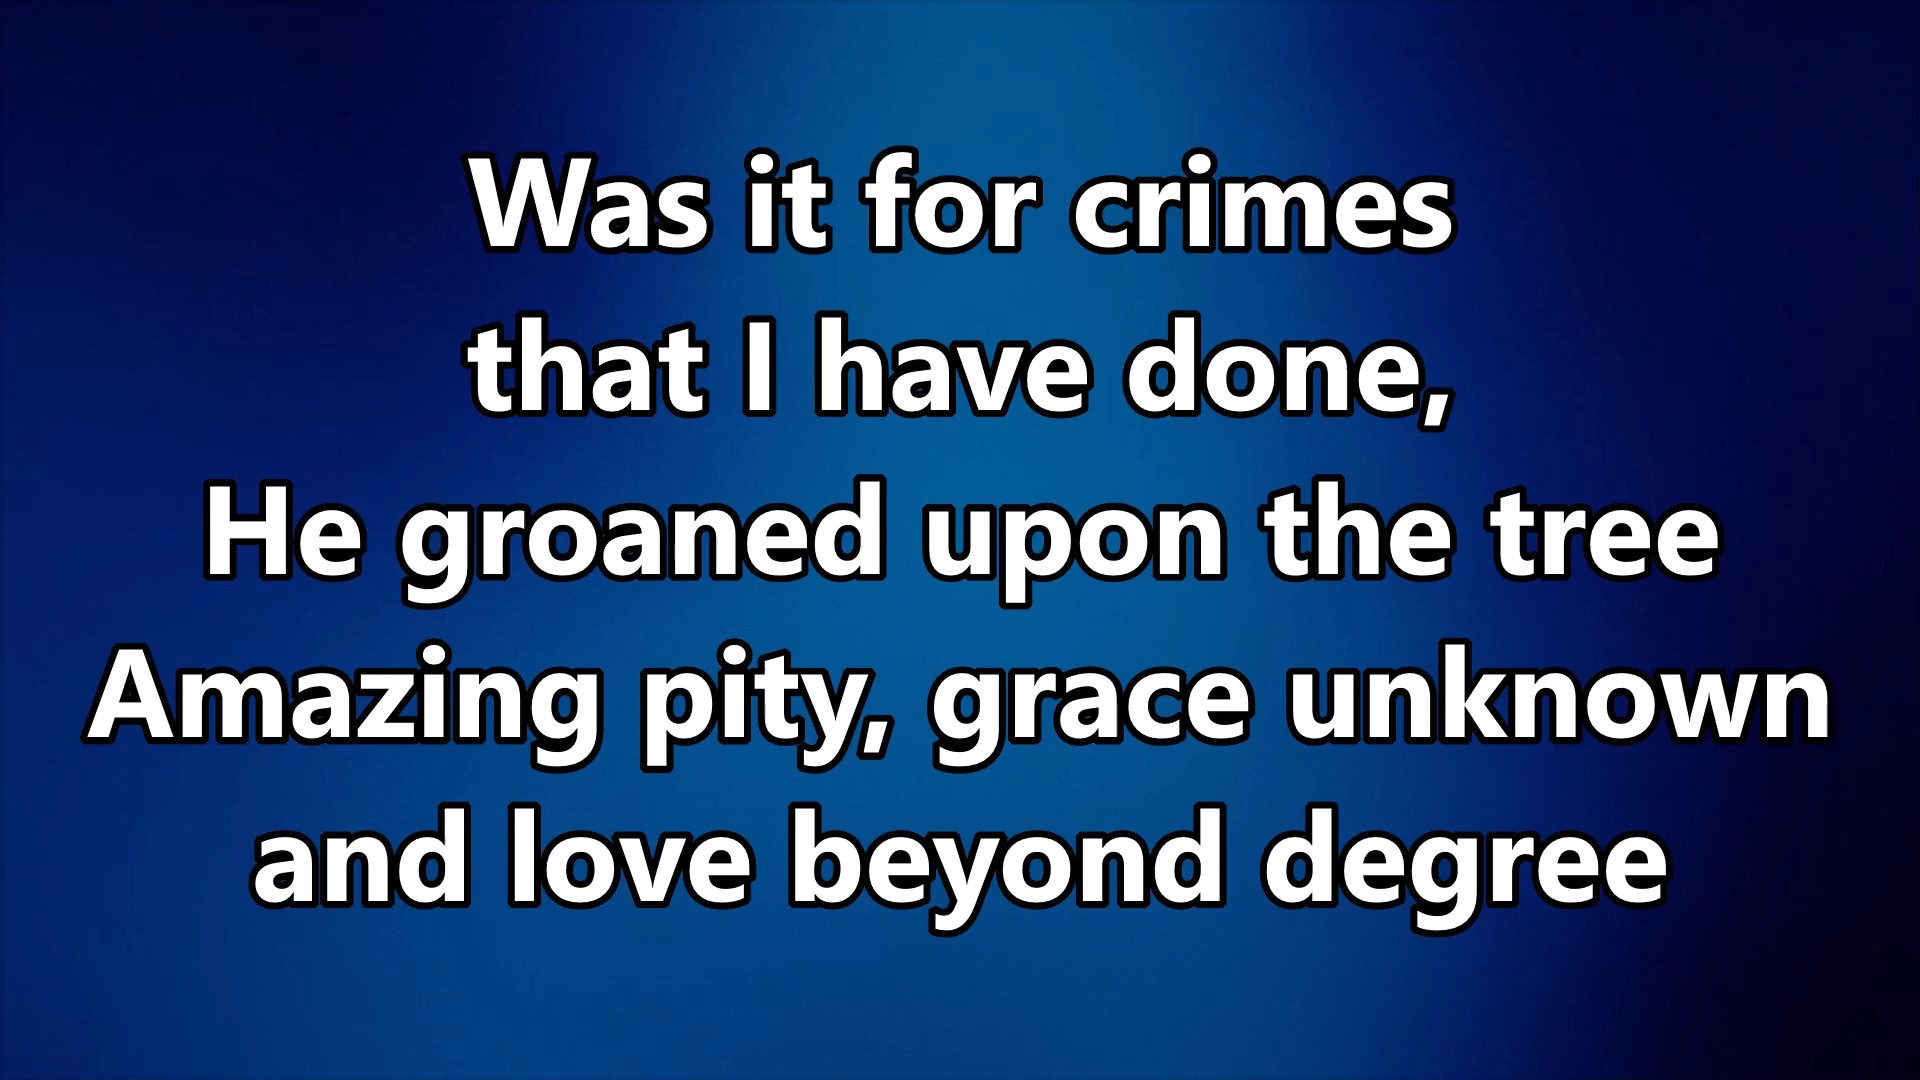 Was it for crimes
that I have done,
He groaned upon the tree
Amazing pity, grace unknown
and love beyond degree